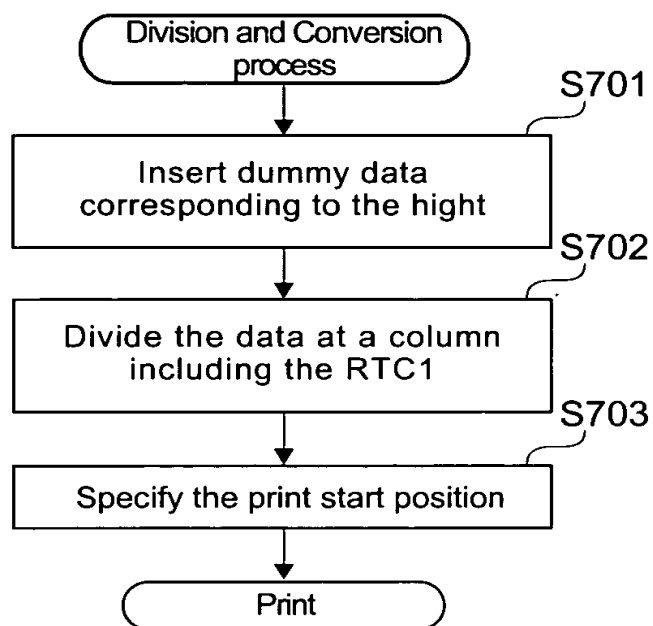 Division and Conversion
process
S701
Insert dummy data
corresponding to the hight
S702
Divide the data at a column
including the RTC1
S703
Specify the print start position
Print